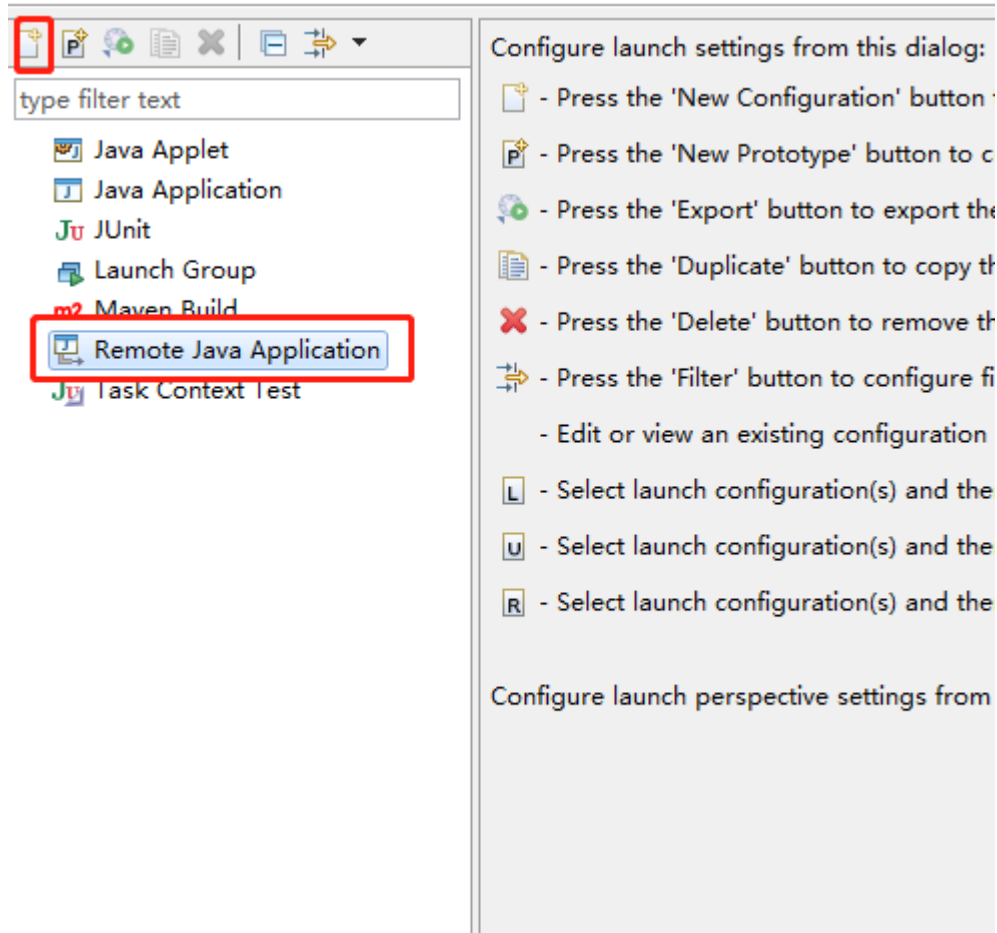 type filter text
Java Applet
Java Application
JUnit
Launch Group
Maven Build
Remote Java Application
Task Context Test
Configure launch settings from this dialog:
- Press the 'New Configuration' button
- Press the 'New Prototype' button to c
- Press the 'Export' button to export the
- Press the 'Duplicate' button to copy th
- Press the 'Delete' button to remove th
- Press the 'Filter' button to configure fi
- Edit or view an existing configuration
- Select launch configuration(s) and the
- Select launch configuration(s) and the
- Select launch configuration(s) and the
Configure launch perspective settings from